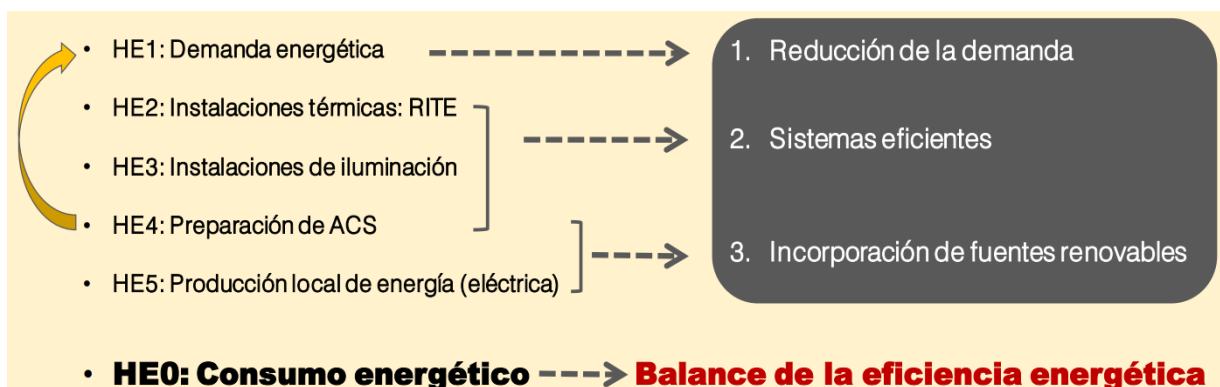 • HE1: Demanda energética
• HE2: Instalaciones térmicas: RITE
• HE3: Instalaciones de iluminación
• HE4: Preparación de ACS
• HE5: Producción local de energía (eléctrica)
1. Reducción de la demanda
2. Sistemas eficientes
3. Incorporación de fuentes renovables
• HE0: Consumo energético Balance de la eficiencia energética